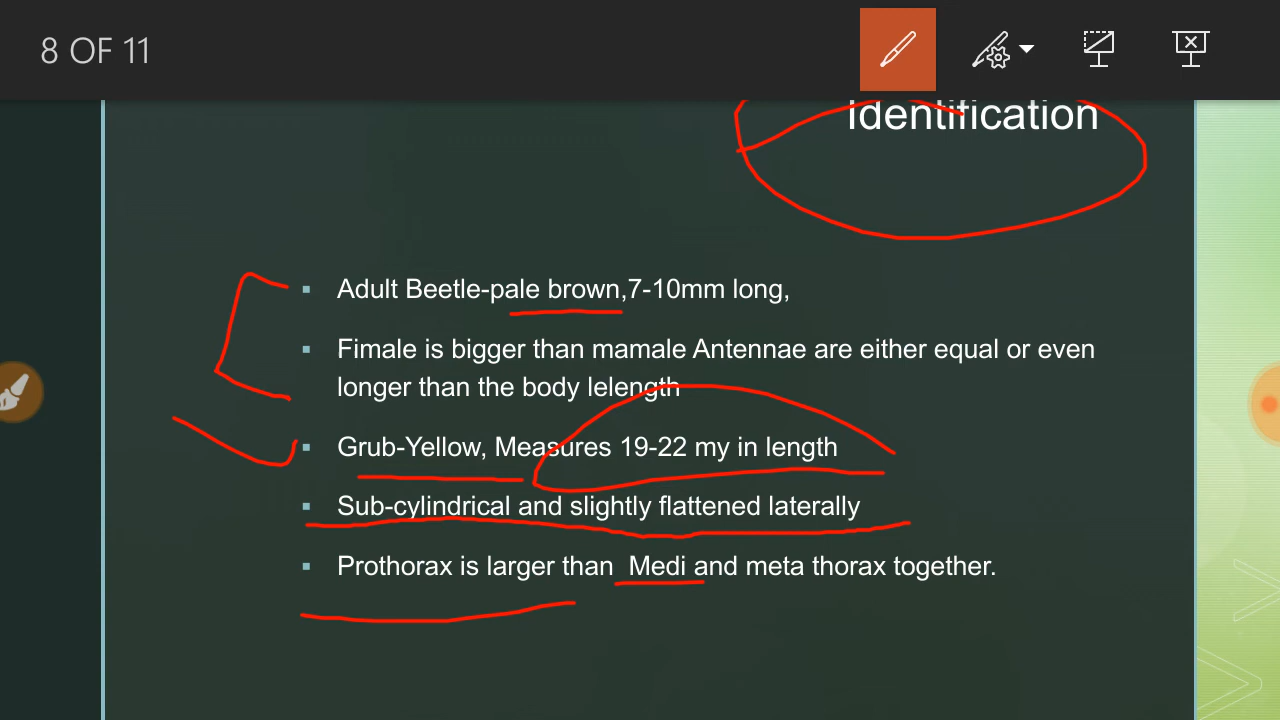 8 OF 11
identification
▪ Adult Beetle-pale brown,7-10mm long,
▪ Fimale is bigger than mamale Antennae are either equal or even
longer than the body lelength
▪ Grub-Yellow, Measures 19-22 my in length
▪ Sub-cylindrical and slightly flattened laterally
▪ Prothorax is larger than Medi and meta thorax together.